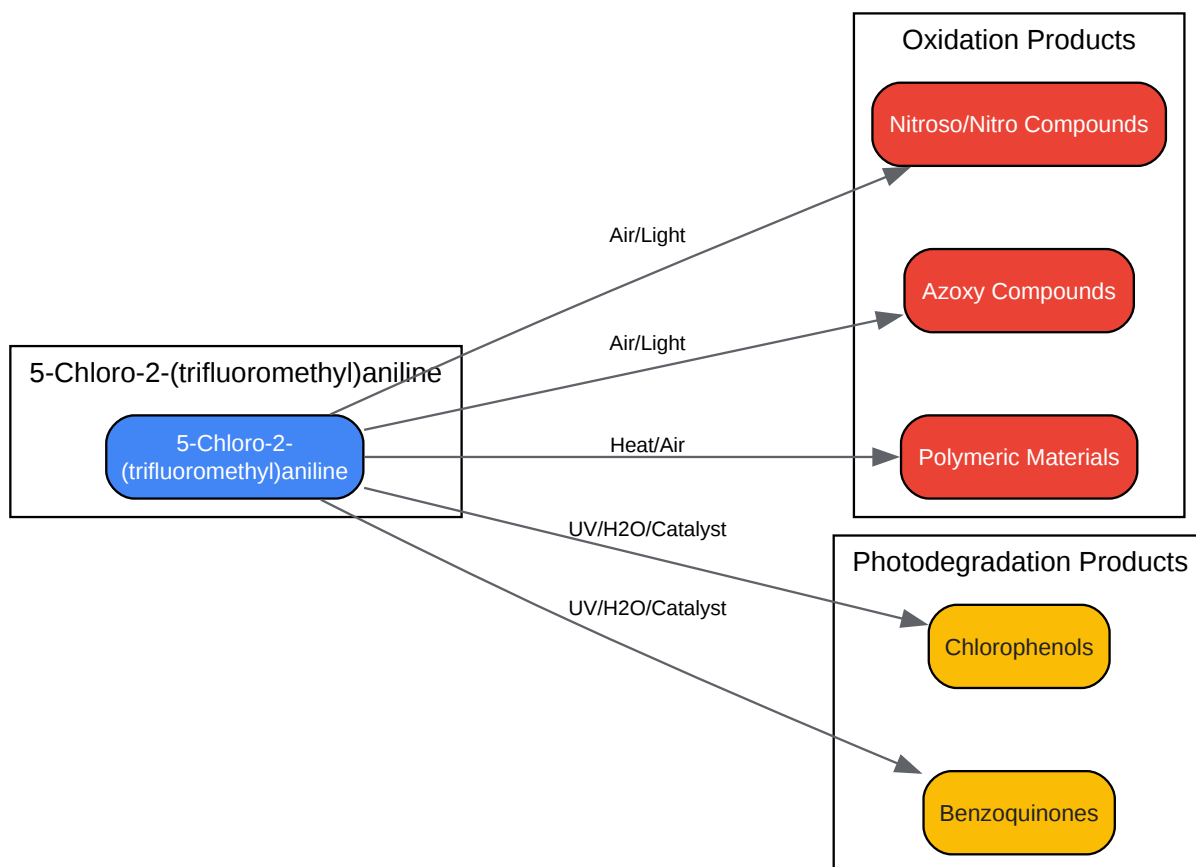 Oxidation Products
Nitroso/Nitro Compounds
Air/Light
Azoxy Compounds
Air/Light
5-Chloro-2-(trifluoromethyl)aniline
5-Chloro-2-
(trifluoromethyl)aniline
Heat/Air
Polymeric Materials
UV/H2O/Catalyst
Photodegradation Products
UV/H2O/Catalyst
Chlorophenols
Benzoquinones